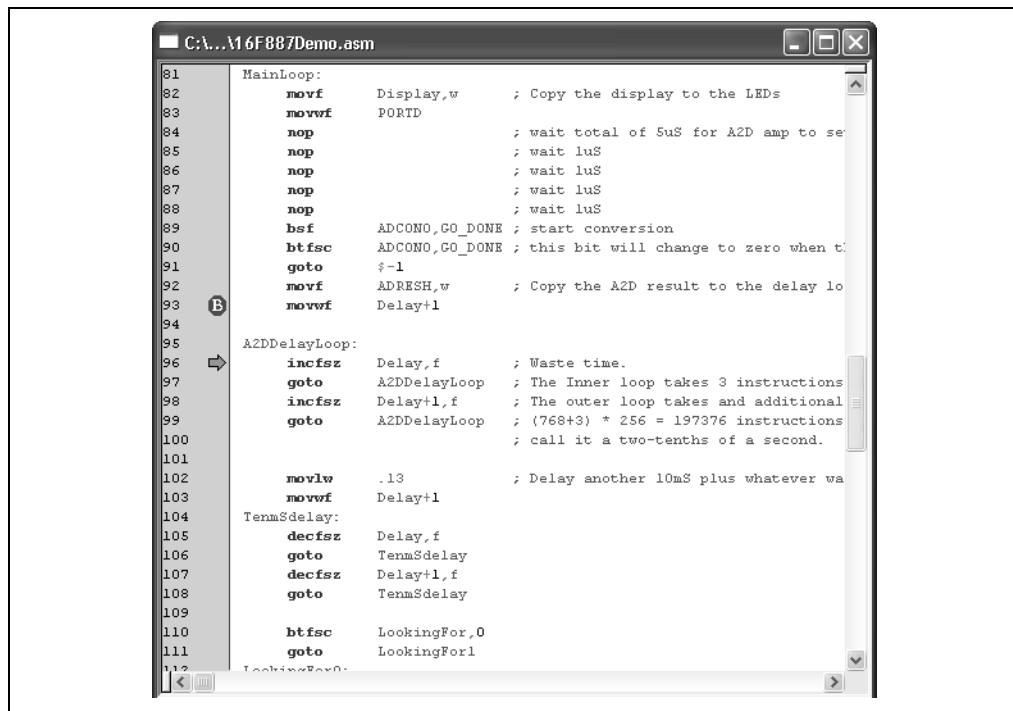 C:\...\16F887Demo.asm
81 MainLoop:
82 movf Display,w ; Copy the display to the LEDs
83 movwf PORTD
84 nop ; wait total of 5uS for A2D amp to se
85 nop ; wait 1uS
86 nop ; wait 1uS
87 nop ; wait 1uS
88 nop ; wait 1uS
89 bsf ADCON0,GO_DONE ; start conversion
90 btfsc ADCON0,GO_DONE ; this bit will change to zero when t
91 goto $-1
92 movf ADRESH,w ; Copy the A2D result to the delay lo
93 B movwf Delay+1
94
95 A2DDelayLoop:
96 incfsz Delay,f ; Waste time.
97 goto A2DDelayLoop ; The Inner loop takes 3 instructions
98 incfsz Delay+1,f ; The outer loop takes and additional
99 goto A2DDelayLoop ; (768+3) * 256 = 197376 instructions
100 ; call it a two-tenths of a second.
101
102 movlw .13 ; Delay another 10mS plus whatever wa
103 movwf Delay+1
104 TenmSdelay:
105 decfsz Delay,f
106 goto TenmSdelay
107 decfsz Delay+1,f
108 goto TenmSdelay
109
110 btfsc LookingFor,0
111 goto LookingFor1
112 LookingFor0: